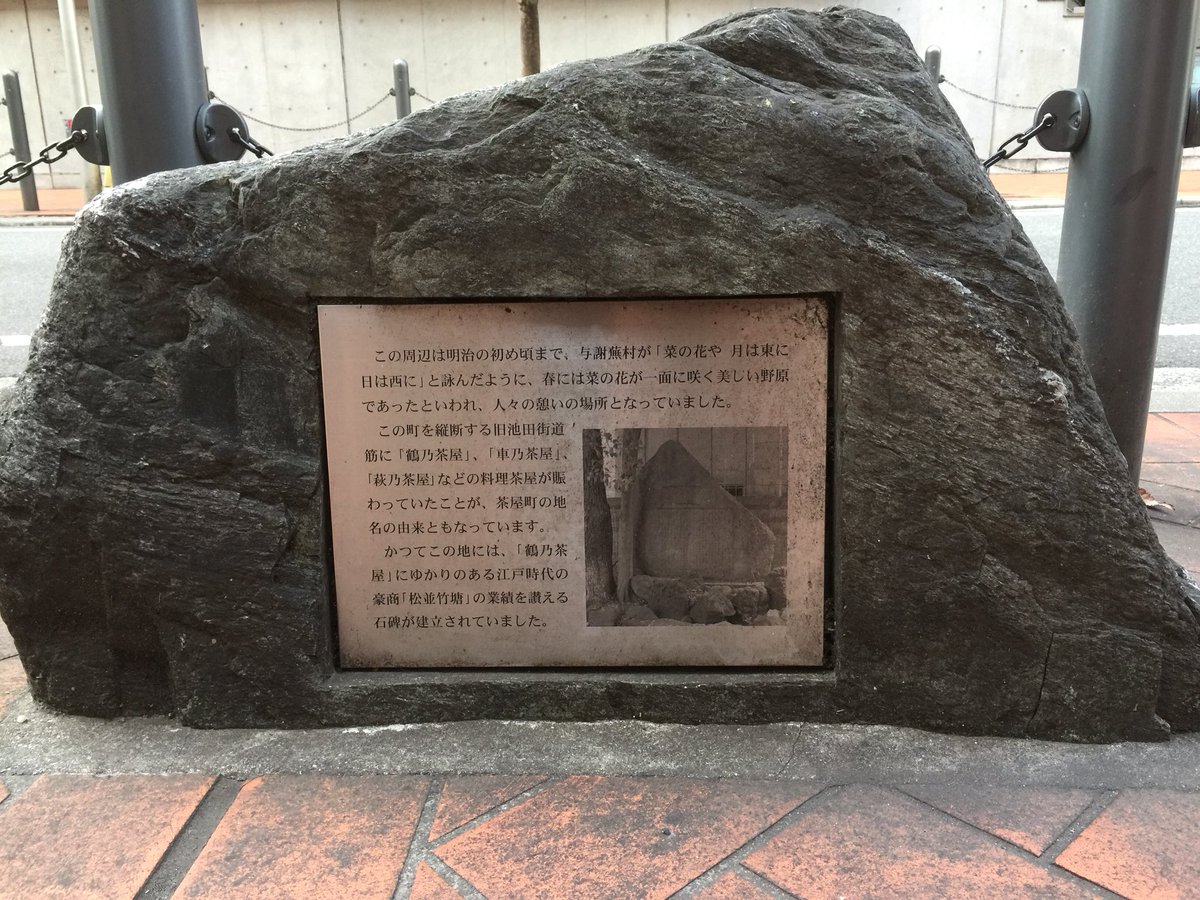 この周辺は明治の初め頃まで、与謝蕪村が「菜の花や 月は東に
日は西に」と詠んだように、春には菜の花が一面に咲く美しい野原
であったといわれ、人々の憩いの場所となっていました。
この町を縦断する旧池田街道
筋に「鶴乃茶屋」、「車乃茶屋」、
「萩乃茶屋」などの料理茶屋が賑
わっていたことが、茶屋町の地
名の由来ともなっています。
かつてこの地には、「鶴乃茶
屋」にゆかりのある江戸時代の
豪商「松並竹塘」の業績を讃える
石碑が建立されていました。